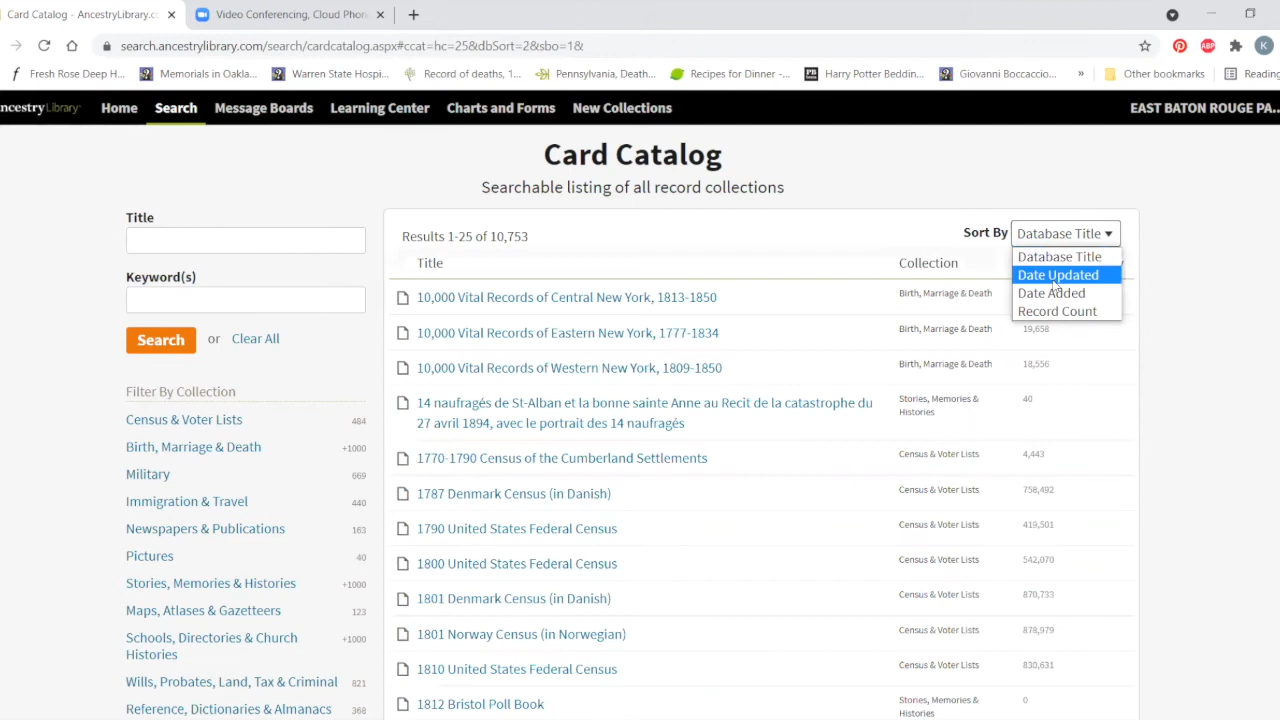 Card Catalog - AncestryLibrary.co
Video Conferencing, Cloud Phon
search.ancestrylibrary.com/search/cardcatalog.aspx#ccat=hc=25&dbSort=2&sbo=1&
K
Fresh Rose Deep H...
Memorials in Oakla...
Warren State Hospi...
Record of deaths, 1...
Pennsylvania, Death...
Recipes for Dinner -...
Harry Potter Beddin...
Giovanni Boccaccio...
»
Other bookmarks
Reading
ncestryLibrary
Home
Search
Message Boards
Learning Center
Charts and Forms
New Collections
EAST BATON ROUGE PA...
Card Catalog
Searchable listing of all record collections
Title
Keyword(s)
Search or Clear All
Filter By Collection
Census & Voter Lists 484
Birth, Marriage & Death +1000
Military 669
Immigration & Travel 440
Newspapers & Publications 163
Pictures 40
Stories, Memories & Histories +1000
Maps, Atlases & Gazetteers 123
Schools, Directories & Church +1000
Histories
Wills, Probates, Land, Tax & Criminal 821
Reference, Dictionaries & Almanacs 368
Results 1-25 of 10,753
Sort By Database Title
Database Title
Date Updated
Date Added
Record Count
Title Collection
10,000 Vital Records of Central New York, 1813-1850 Birth, Marriage & Death
10,000 Vital Records of Eastern New York, 1777-1834 Birth, Marriage & Death 19,658
10,000 Vital Records of Western New York, 1809-1850 Birth, Marriage & Death 18,556
14 naufragés de St-Alban et la bonne sainte Anne au Recit de la catastrophe du Stories, Memories & 40
27 avril 1894, avec le portrait des 14 naufragés Histories
1770-1790 Census of the Cumberland Settlements Census & Voter Lists 4,443
1787 Denmark Census (in Danish) Census & Voter Lists 758,492
1790 United States Federal Census Census & Voter Lists 419,501
1800 United States Federal Census Census & Voter Lists 542,070
1801 Denmark Census (in Danish) Census & Voter Lists 870,733
1801 Norway Census (in Norwegian) Census & Voter Lists 878,979
1810 United States Federal Census Census & Voter Lists 830,631
1812 Bristol Poll Book Stories, Memories & 0
Histories